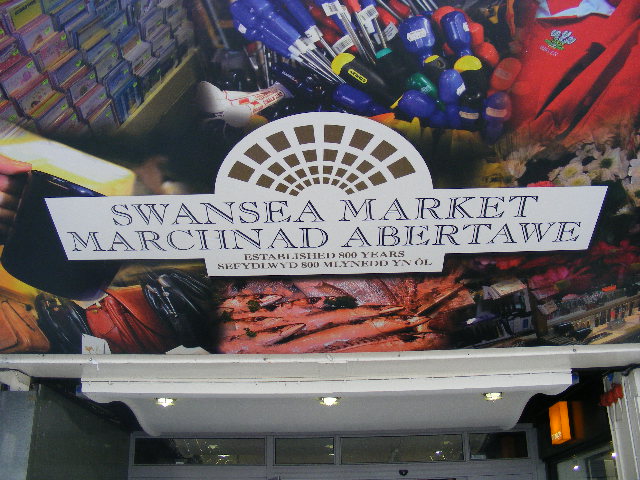 SWANSEA MARKET
MARCHNAD ABERTAWE
ESTABLISHED 800 YEARS
SEFYDLWYD 800 MLYNEDD YN ÔL